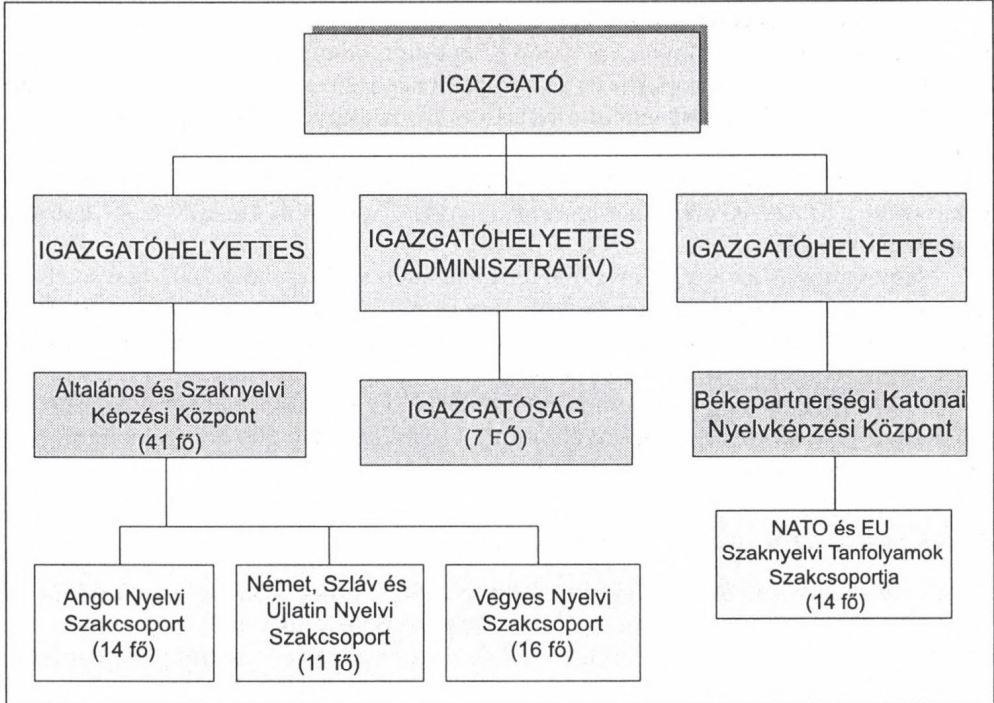 IGAZGATÓ
IGAZGATÓHELYETTES
IGAZGATÓHELYETTES
(ADMINISZTRATÍV)
IGAZGATÓHELYETTES
Általános és Szaknyelvi
Képzési Központ
(41 fő)
IGAZGATÓSÁG
(7 FŐ)
Békepartnerségi Katonai
Nyelvképzési Központ
Angol Nyelvi
Szakcsoport
(14 fő)
Német, Szláv és
Újlatin Nyelvi
Szakcsoport
(11 fő)
Vegyes Nyelvi
Szakcsoport
(16 fő)
NATO és EU
Szaknyelvi Tanfolyamok
Szakcsoportja
(14 fő)